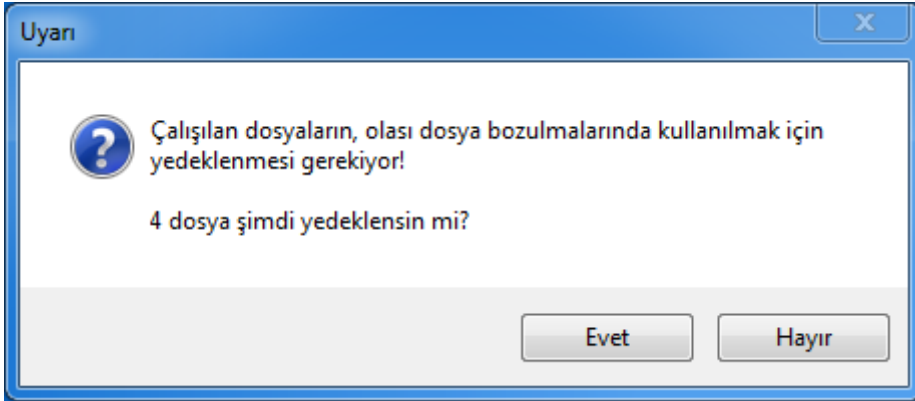 Uyarı
Çalışılan dosyaların, olası dosya bozulmalarında kullanılmak için
yedeklenmesi gerekiyor!
4 dosya şimdi yedeklensin mi?
Evet
Hayır